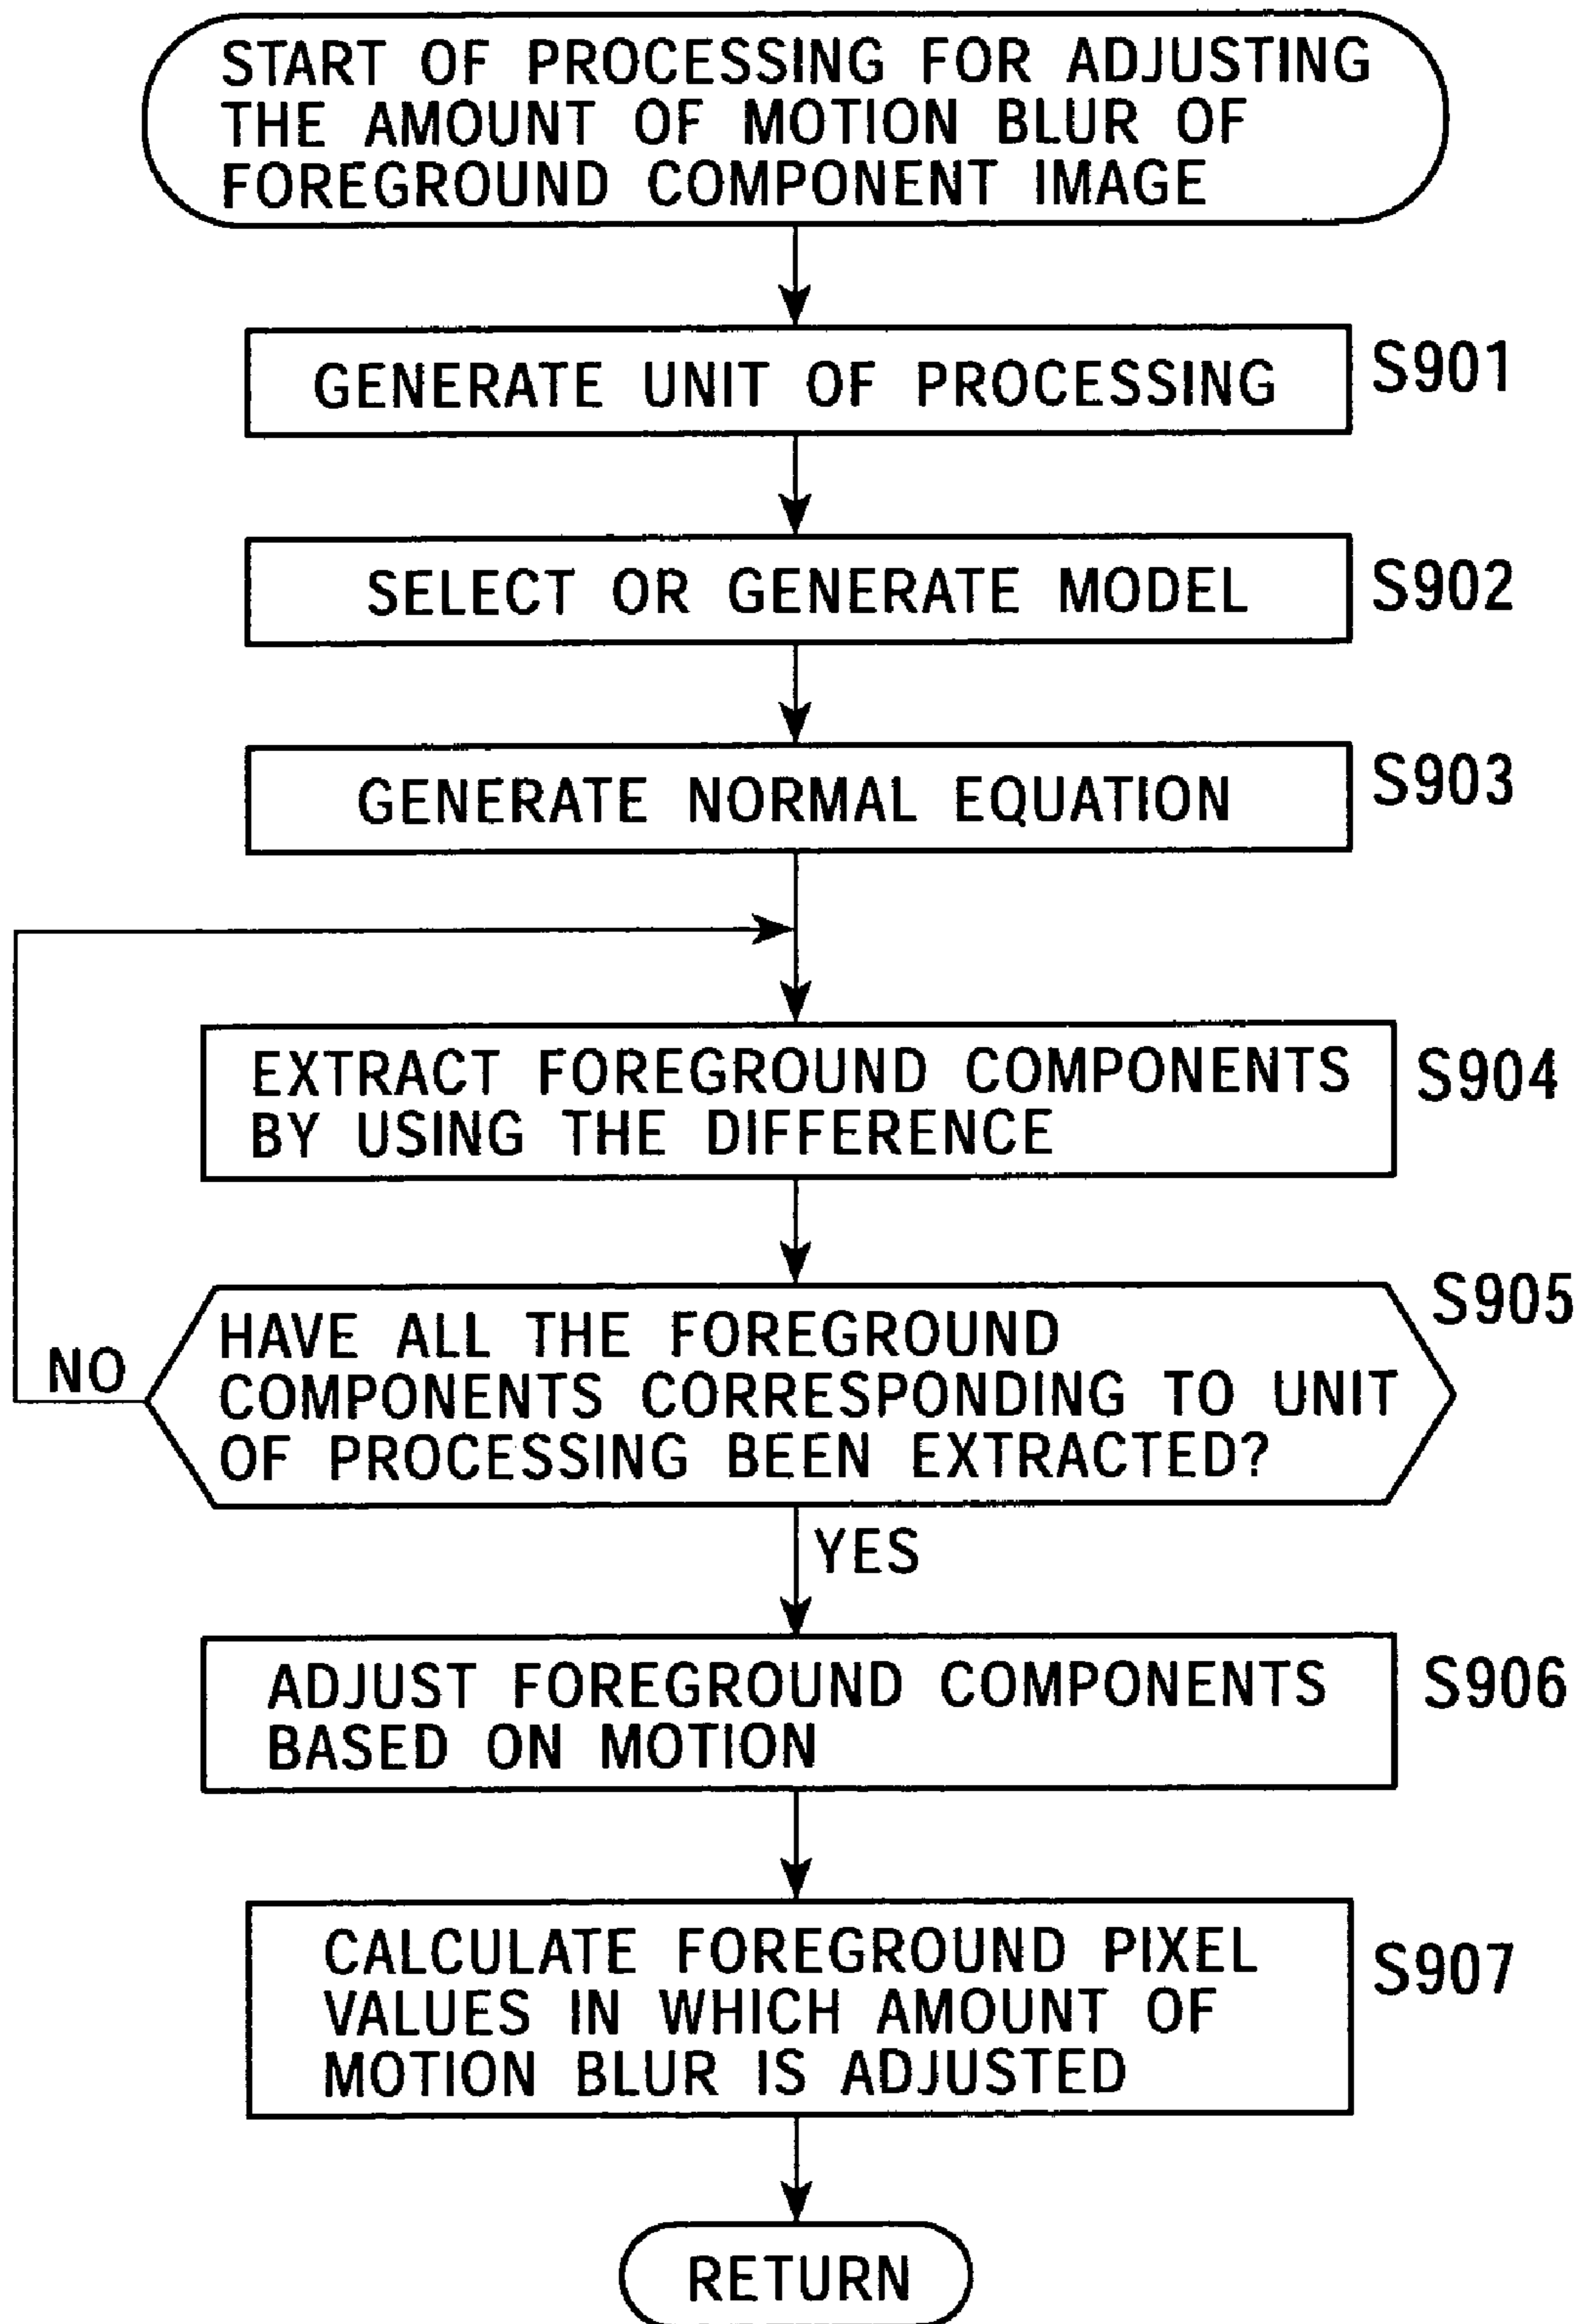 START OF PROCESSING FOR ADJUSTING
THE AMOUNT OF MOTION BLUR OF
FOREGROUND COMPONENT IMAGE
GENERATE UNIT OF PROCESSING
S901
SELECT OR GENERATE MODEL
S902
GENERATE NORMAL EQUATION
S903
EXTRACT FOREGROUND COMPONENTS
BY USING THE DIFFERENCE
S904
HAVE ALL THE FOREGROUND
COMPONENTS CORRESPONDING TO UNIT
OF PROCESSING BEEN EXTRACTED?
S905
NO
YES
ADJUST FOREGROUND COMPONENTS
BASED ON MOTION
S906
CALCULATE FOREGROUND PIXEL
VALUES IN WHICH AMOUNT OF
MOTION BLUR IS ADJUSTED
S907
RETURN